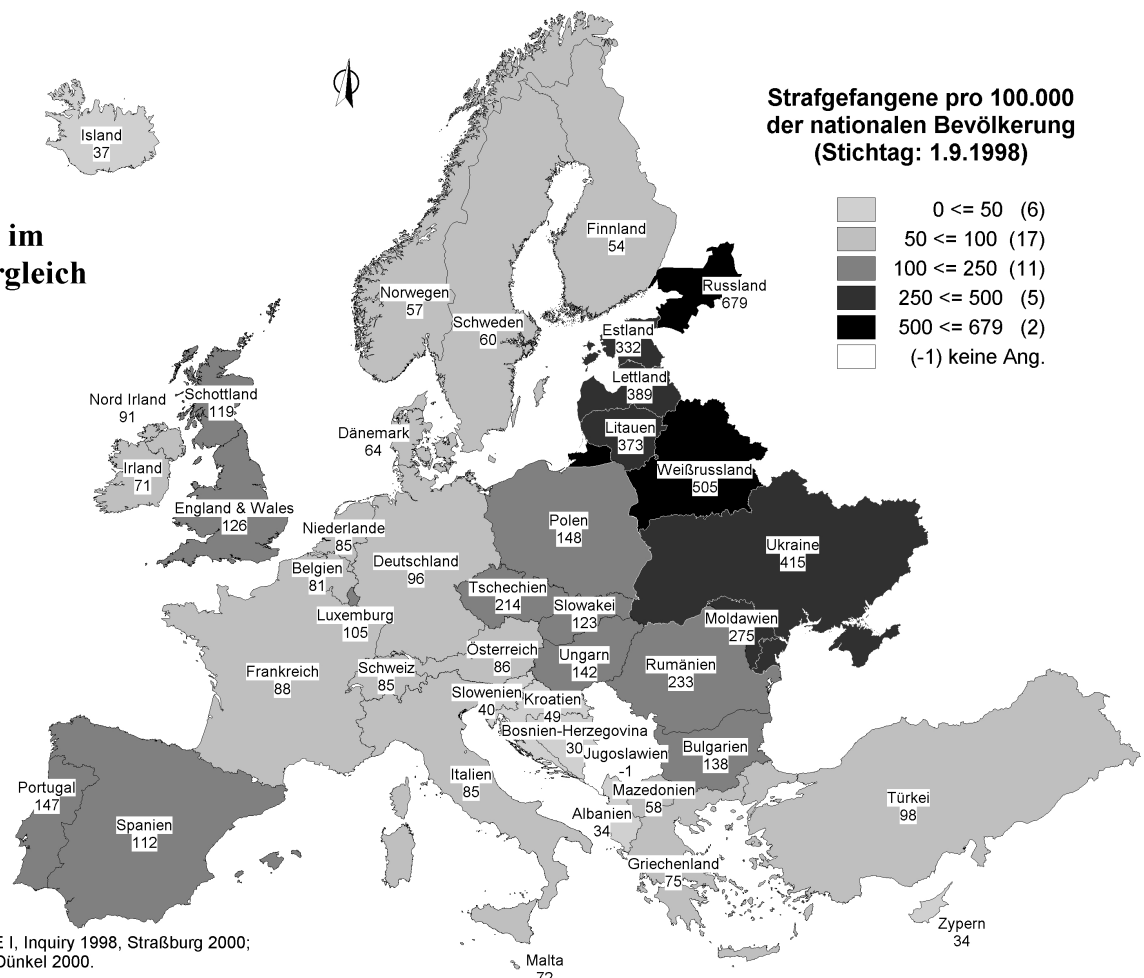 Strafgefangene pro 100.000
der nationalen Bevölkerung
(Stichtag: 1.9.1998)
0 <= 50 (6)
50 <= 100 (17)
100 <= 250 (11)
250 <= 500 (5)
500 <= 679 (2)
(-1) keine Ang.
im
rgleich
Island
37
Finnland
54
Norwegen
57
Schweden
60
Russland
679
Estland
332
Lettland
389
Litauen
373
Weißrussland
505
Schottland
119
Nord Irland
91
Irland
71
England & Wales
126
Dänemark
64
Niederlande
85
Belgien
81
Luxemburg
105
Deutschland
96
Polen
148
Ukraine
415
Tschechien
214
Slowakei
123
Moldawien
275
Österreich
86
Ungarn
142
Rumänien
233
Frankreich
88
Schweiz
85
Slowenien
40
Kroatien
49
Bosnien-Herzegovina
30
Jugoslawien
-1
Bulgarien
138
Italien
85
Mazedonien
58
Albanien
34
Griechenland
75
Türkei
98
Zypern
34
Portugal
147
Spanien
112
Malta
72
E I, Inquiry 1998, Straßburg 2000;
Dünkel 2000.